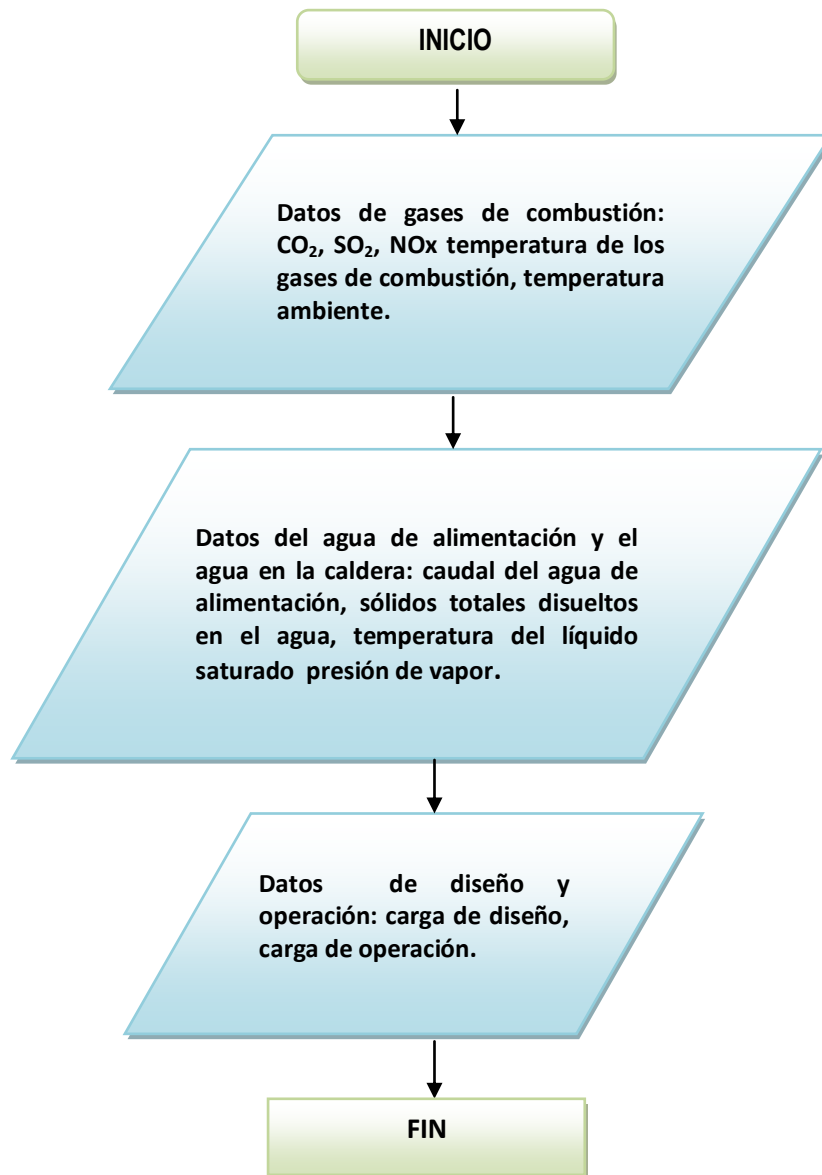 INICIO
Datos de gases de combustión:
CO₂, SO₂, NOx temperatura de los
gases de combustión, temperatura
ambiente.
Datos del agua de alimentación y el
agua en la caldera: caudal del agua de
alimentación, sólidos totales disueltos
en el agua, temperatura del líquido
saturado presión de vapor.
Datos de diseño y
operación: carga de diseño,
carga de operación.
FIN